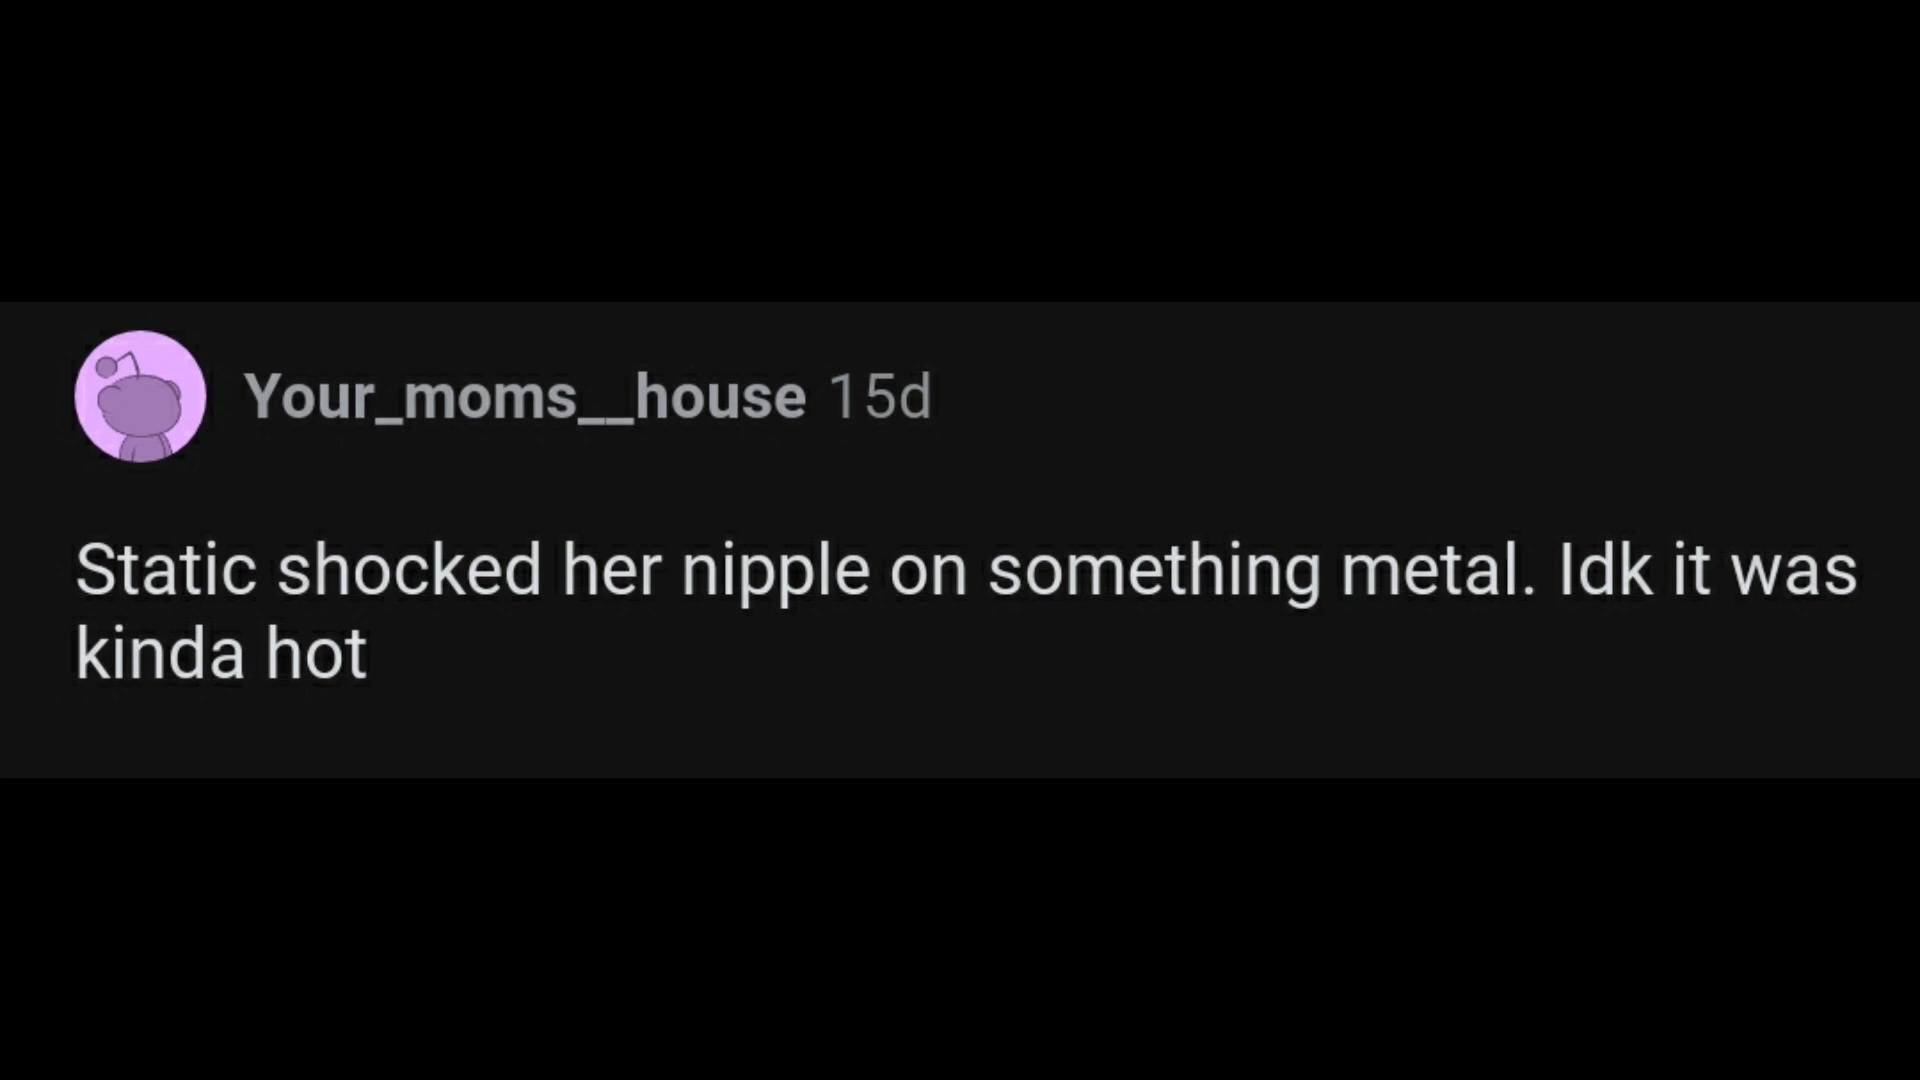 Your_moms__house 15d
Static shocked her nipple on something metal. Idk it was
kinda hot